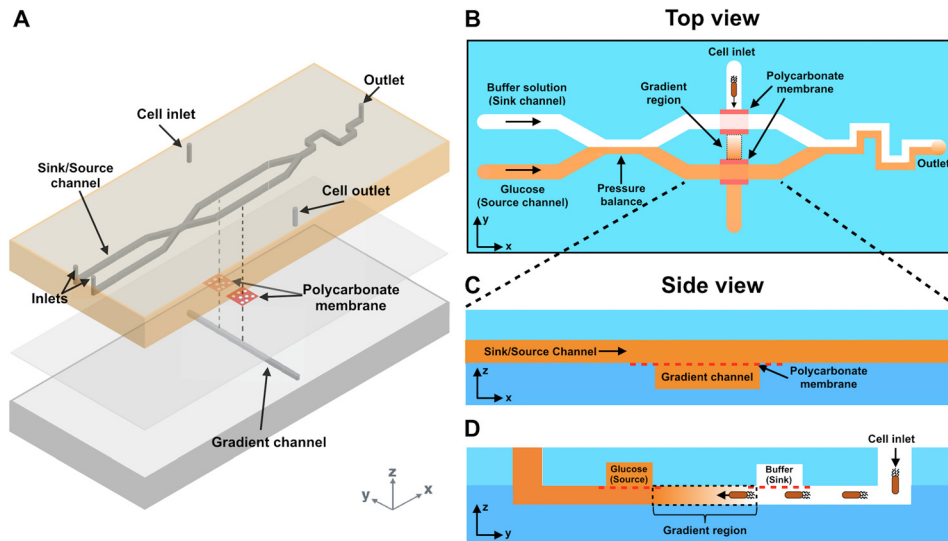 A
Outlet
Cell inlet
Sink/Source
channel
Cell outlet
Inlets
Polycarbonate
membrane
Gradient channel
z
y
x
B
Top view
Cell inlet
Buffer solution
(Sink channel)
Gradient
region
Polycarbonate
membrane
Glucose
(Source channel)
Pressure
balance
Outlet
y
x
C
Side view
Sink/Source Channel
Gradient channel
Polycarbonate
membrane
z
x
D
Cell inlet
Glucose
(Source)
Buffer
(Sink)
Gradient region
z
y